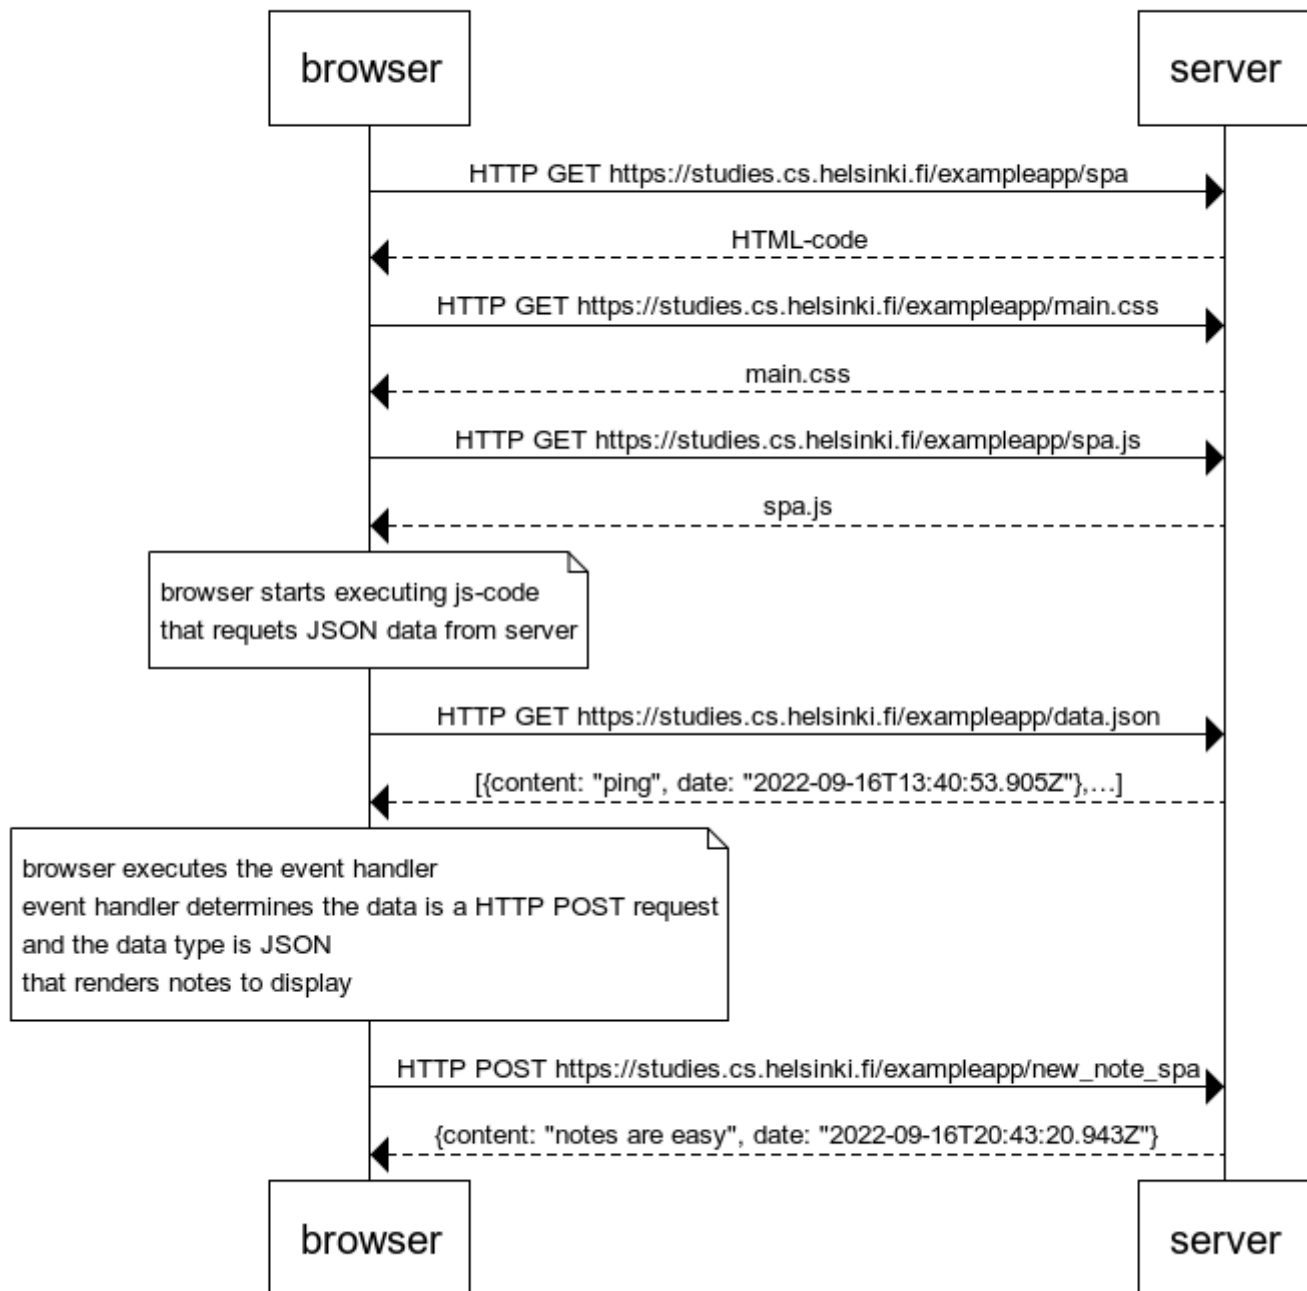 browser
server
HTTP GET https://studies.cs.helsinki.fi/exampleapp/spa
HTML-code
HTTP GET https://studies.cs.helsinki.fi/exampleapp/main.css
main.css
HTTP GET https://studies.cs.helsinki.fi/exampleapp/spa.js
spa.js
browser starts executing js-code
that requets JSON data from server
HTTP GET https://studies.cs.helsinki.fi/exampleapp/data.json
[{content: "ping", date: "2022-09-16T13:40:53.905Z"},…]
browser executes the event handler
event handler determines the data is a HTTP POST request
and the data type is JSON
that renders notes to display
HTTP POST https://studies.cs.helsinki.fi/exampleapp/new_note_spa
{content: "notes are easy", date: "2022-09-16T20:43:20.943Z"}
browser
server